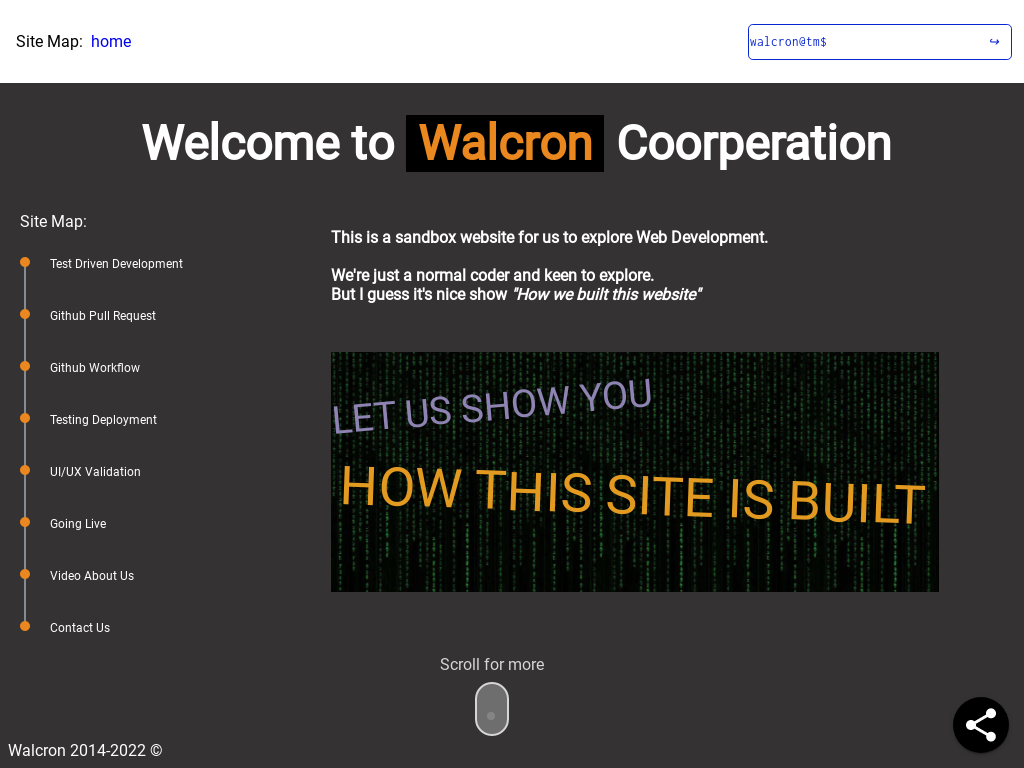 Site Map: home
walcron@tm$ ↪
Welcome to Walcron Coorperation
Site Map:
Test Driven Development
Github Pull Request
Github Workflow
Testing Deployment
UI/UX Validation
Going Live
Video About Us
Contact Us
This is a sandbox website for us to explore Web Development.
We're just a normal coder and keen to explore.
But I guess it's nice show "How we built this website"
LET US SHOW YOU
HOW THIS SITE IS BUILT
Scroll for more
Walcron 2014-2022 ©